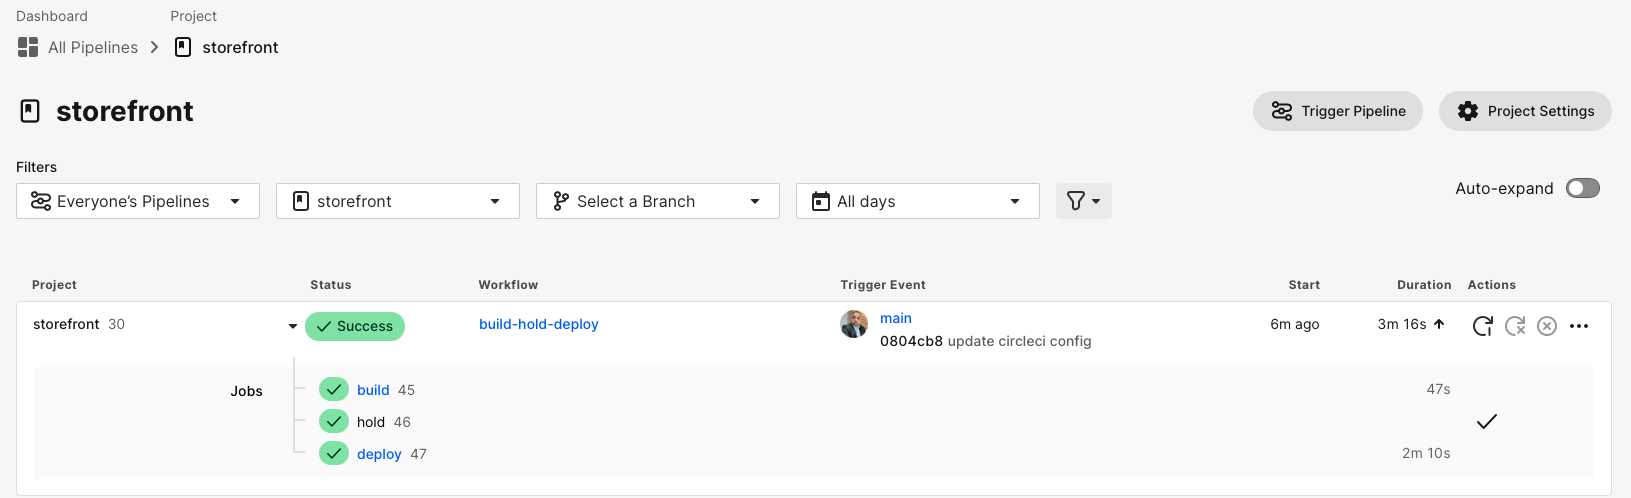 Dashboard Project
All Pipelines storefront
storefront
Trigger Pipeline Project Settings
Filters
Everyone’s Pipelines storefront Select a Branch All days
Auto-expand
Project Status Workflow Trigger Event Start Duration Actions
storefront 30 Success build-hold-deploy main 6m ago 3m 16s
0804cb8 update circleci config
Jobs build 45 47s
hold 46
deploy 47 2m 10s